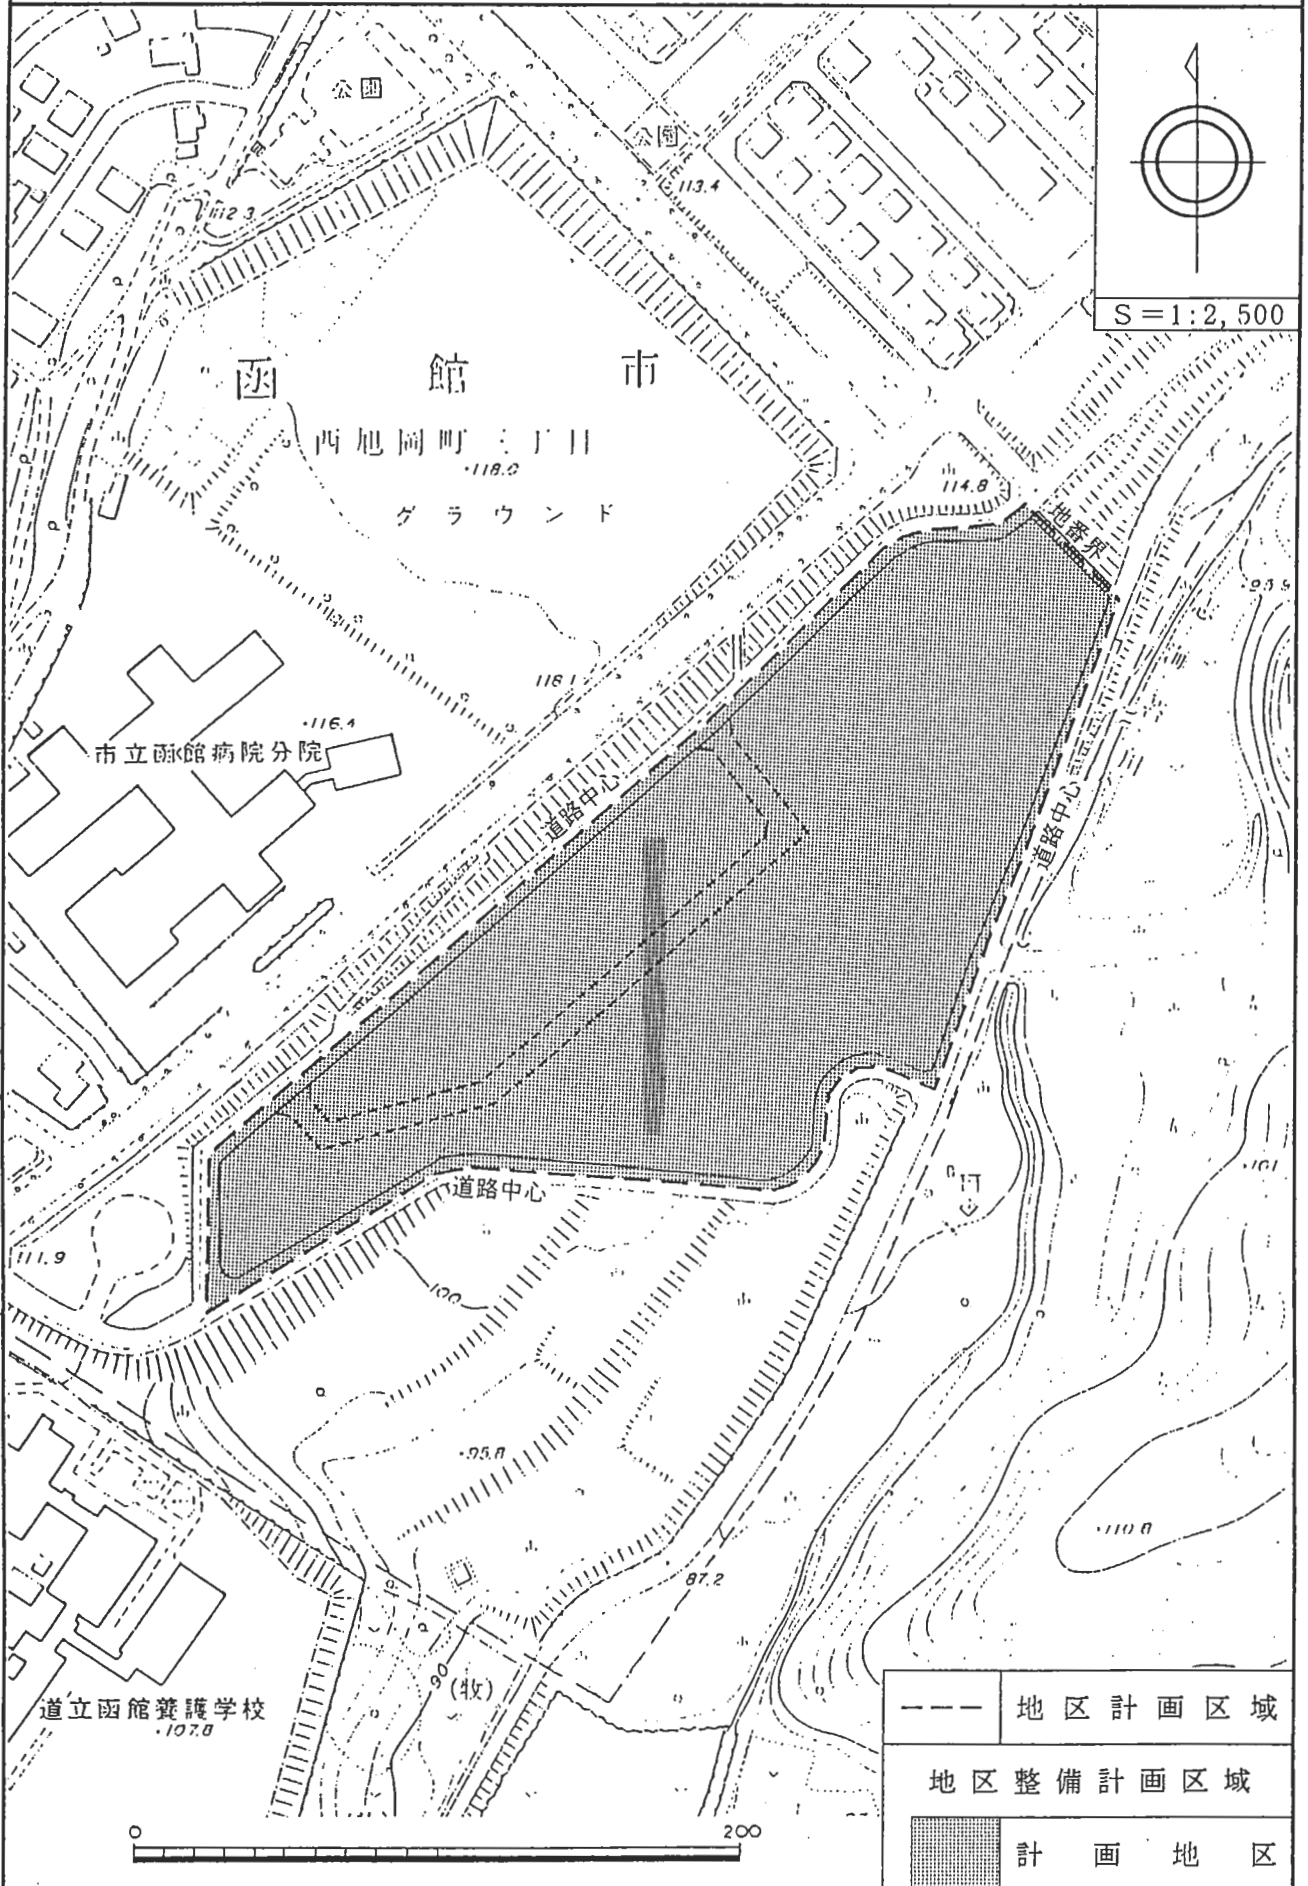 公園
公園
113.4
112.3
S＝1:2,500
函館市
西旭岡町
丁目
・118.0
グラウンド
114.8
地番界
118.1
・116.4
市立函館病院分院
道路中心
道路中心
道路中心
111.9
100
・101
・95.8
・110.8
87.2
90
(牧)
道立函館養護学校
・107.8
地区計画区域
地区整備計画区域
計画地区
0
200